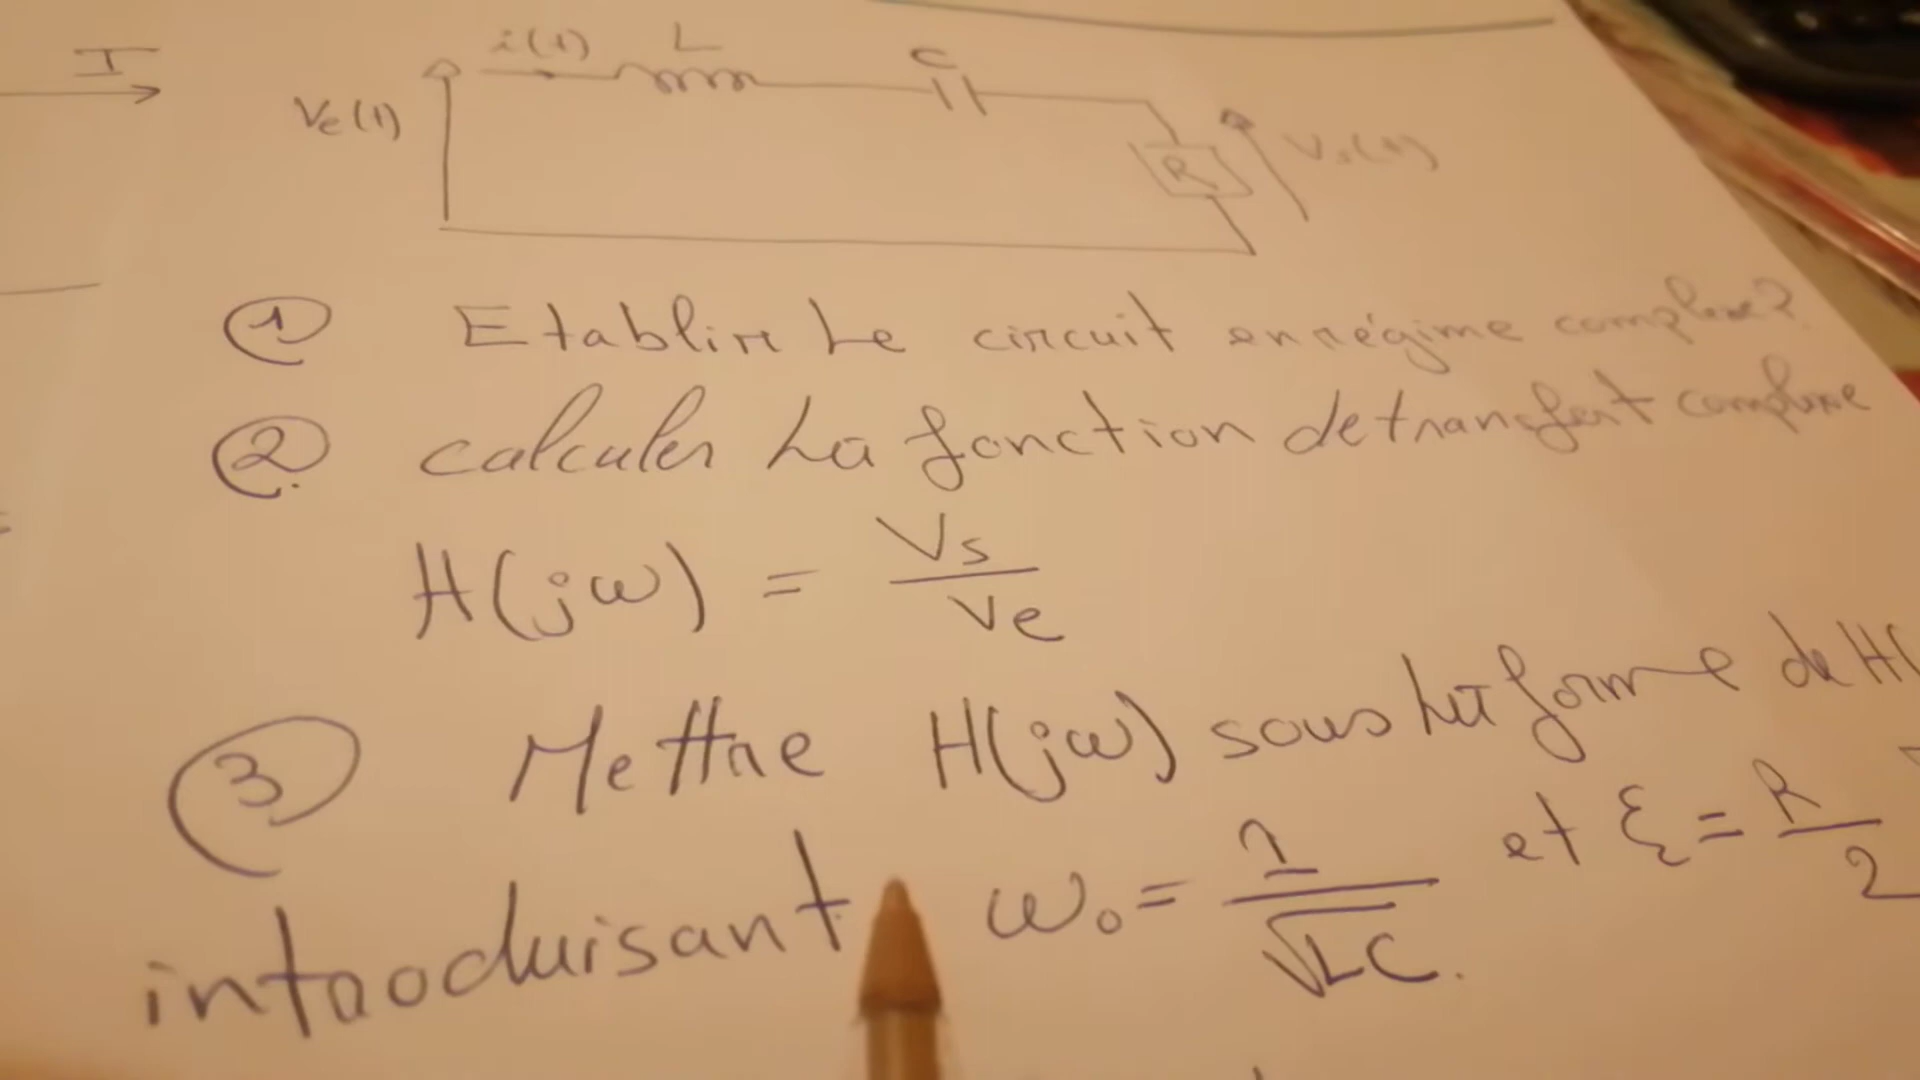 I
i(t) L C
Ve(t) R Vs(t)
① Etablir Le circuit en régime complexe?
②. calculer La fonction de transfert complexe
H(jω) = Vs / Ve
③ Mettre H(jω) sous La forme de H(
introduisant ω₀ = 1 / √LC. et ξ = R / 2